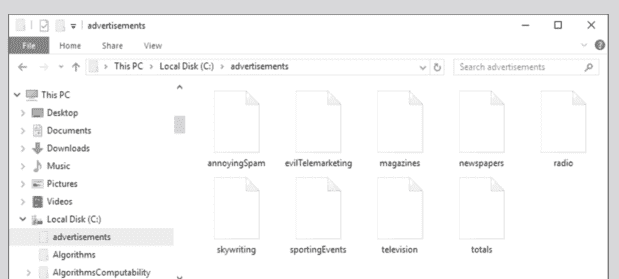 advertisements
File Home Share View
This PC > Local Disk (C:) > advertisements
Search advertisements
This PC
Desktop
Documents
Downloads
Music
Pictures
Videos
Local Disk (C:)
advertisements
Algorithms
AlgorithmsComputability
annoyingSpam evilTelemarketing magazines newspapers radio
skywriting sportingEvents television totals